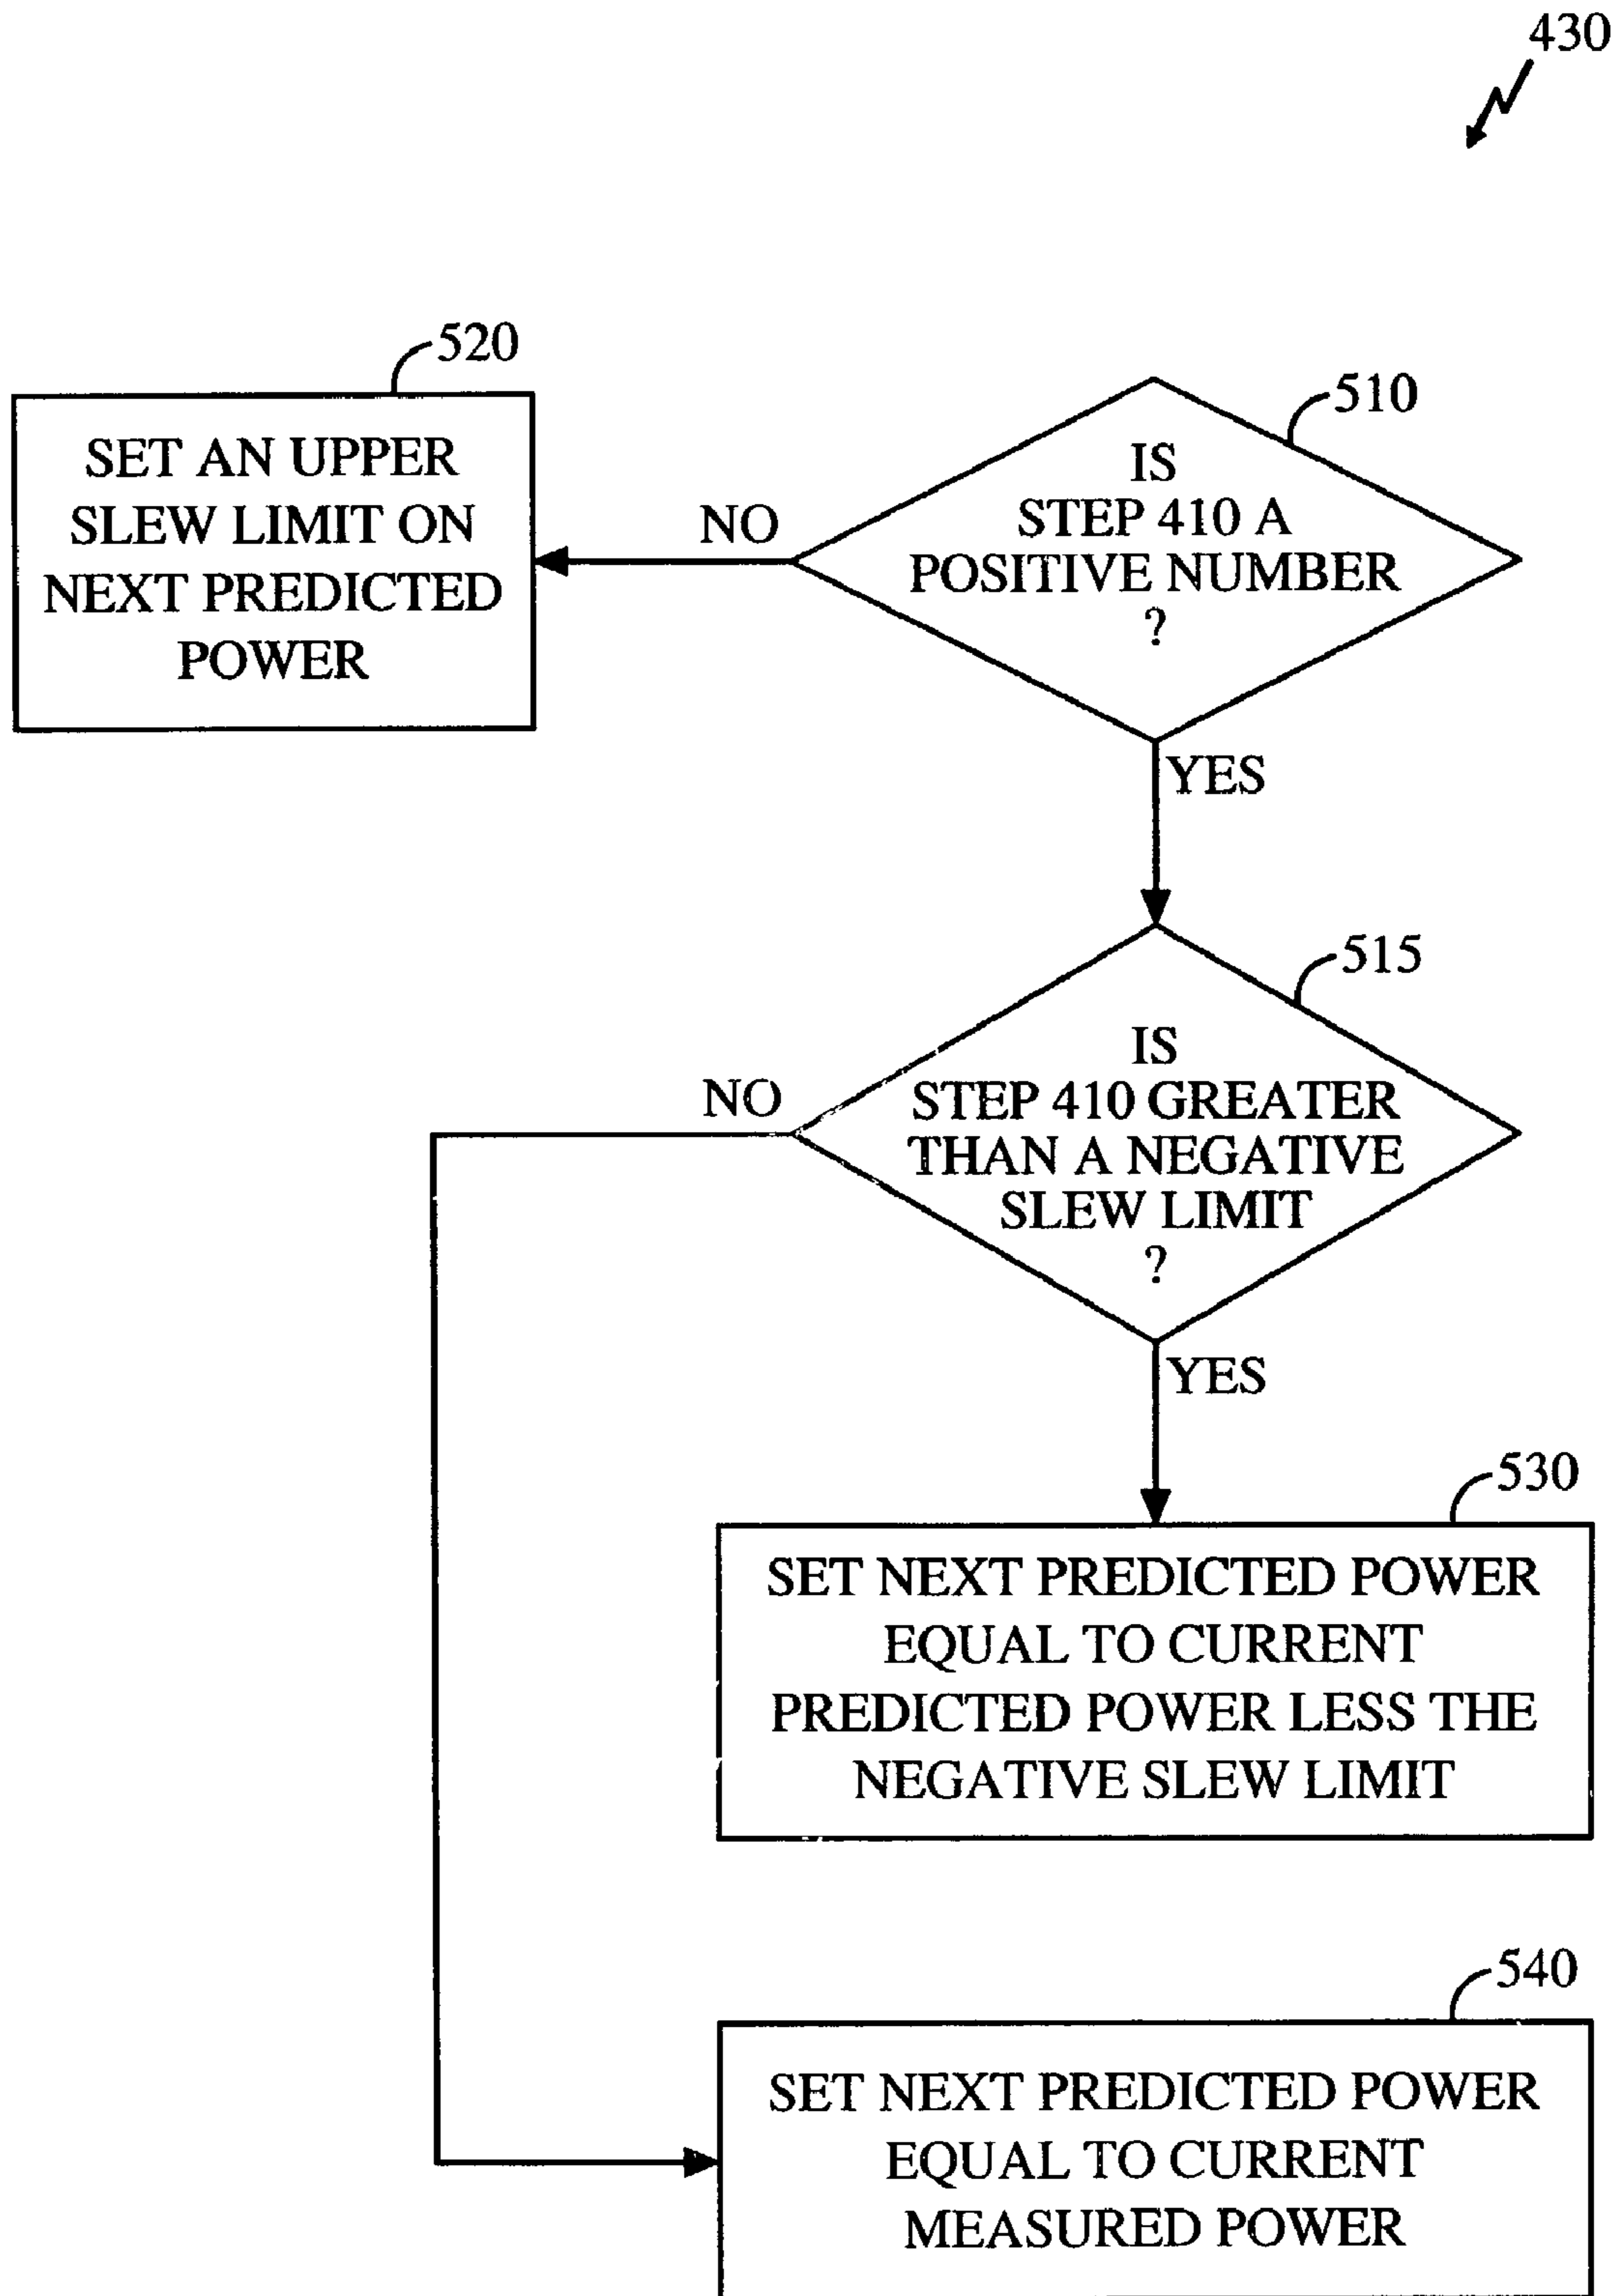 430
520
SET AN UPPER
SLEW LIMIT ON
NEXT PREDICTED
POWER
NO
510
IS
STEP 410 A
POSITIVE NUMBER
?
YES
515
NO
IS
STEP 410 GREATER
THAN A NEGATIVE
SLEW LIMIT
?
YES
530
SET NEXT PREDICTED POWER
EQUAL TO CURRENT
PREDICTED POWER LESS THE
NEGATIVE SLEW LIMIT
540
SET NEXT PREDICTED POWER
EQUAL TO CURRENT
MEASURED POWER